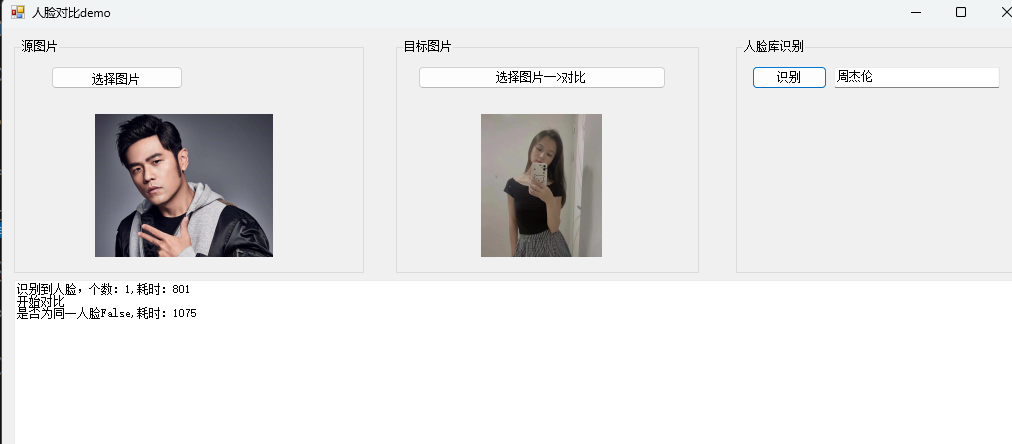 人脸对比demo
源图片
选择图片
目标图片
选择图片一>对比
人脸库识别
识别
周杰伦
识别到人脸，个数：1,耗时：801
开始对比
是否为同一人脸False,耗时：1075